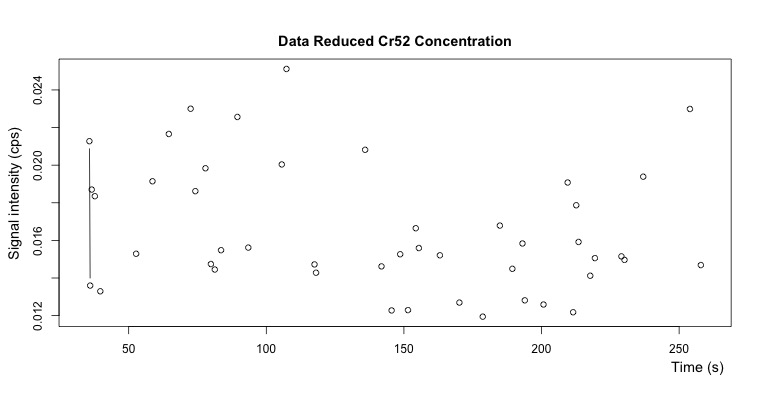 Data Reduced Cr52 Concentration
Signal intensity (cps)
0.024
0.020
0.016
0.012
50 100 150 200 250
Time (s)